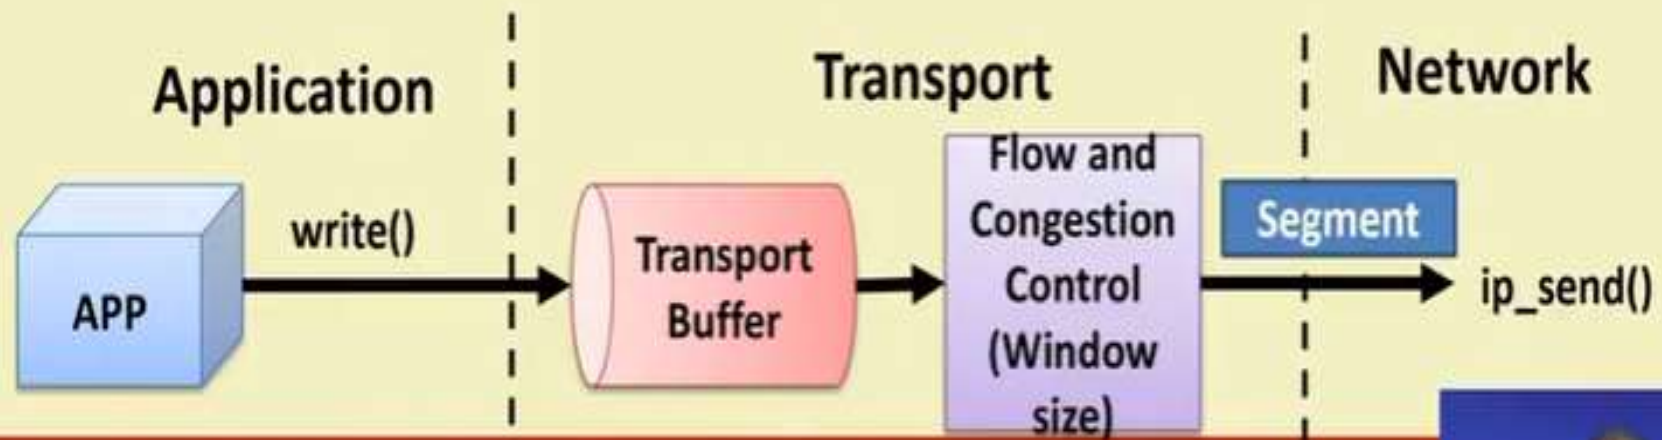 Application
Transport
Network
APP
write()
Transport
Buffer
Flow and
Congestion
Control
(Window
size)
Segment
ip_send()